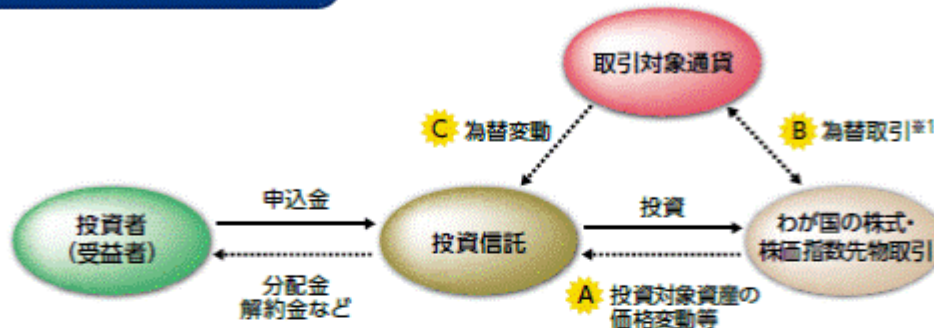 取引対象通貨
C 為替変動
B 為替取引※1
申込金
投資
投資者
(受益者)
投資信託
わが国の株式・
株価指数先物取引
分配金
解約金など
A 投資対象資産の
価格変動等